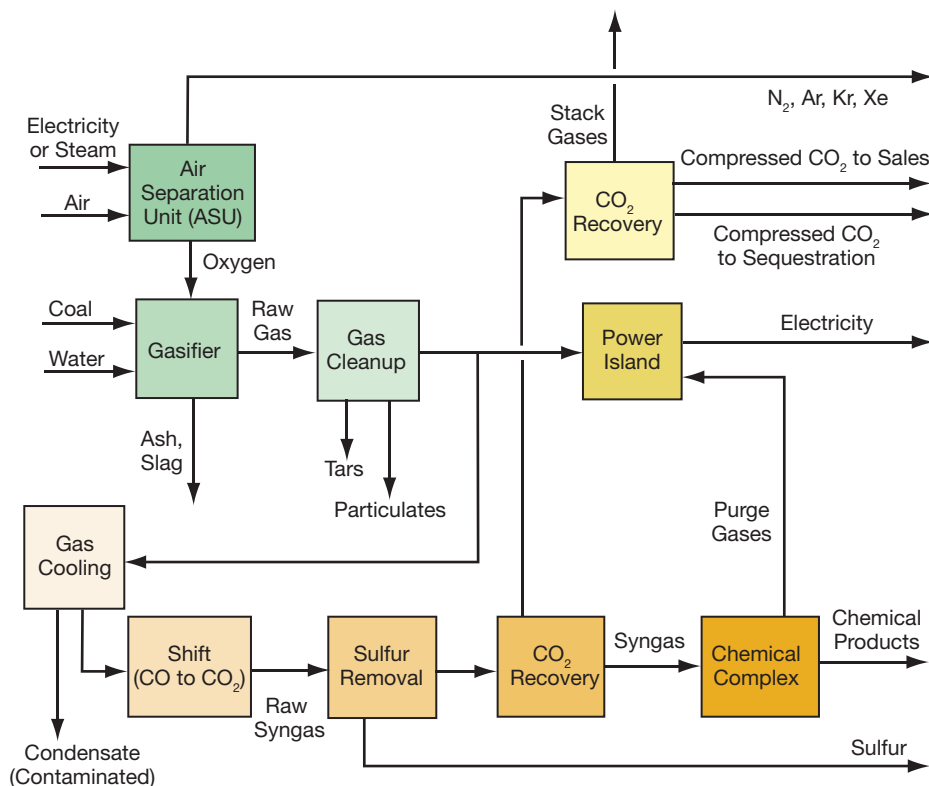 N₂, Ar, Kr, Xe
Electricity
or Steam
Air
Air
Separation
Unit (ASU)
Stack
Gases
CO₂
Recovery
Compressed CO₂ to Sales
Compressed CO₂
to Sequestration
Oxygen
Coal
Water
Gasifier
Raw
Gas
Gas
Cleanup
Power
Island
Electricity
Ash,
Slag
Tars
Particulates
Purge
Gases
Gas
Cooling
Shift
(CO to CO₂)
Raw
Syngas
Sulfur
Removal
CO₂
Recovery
Syngas
Chemical
Complex
Chemical
Products
Condensate
(Contaminated)
Sulfur